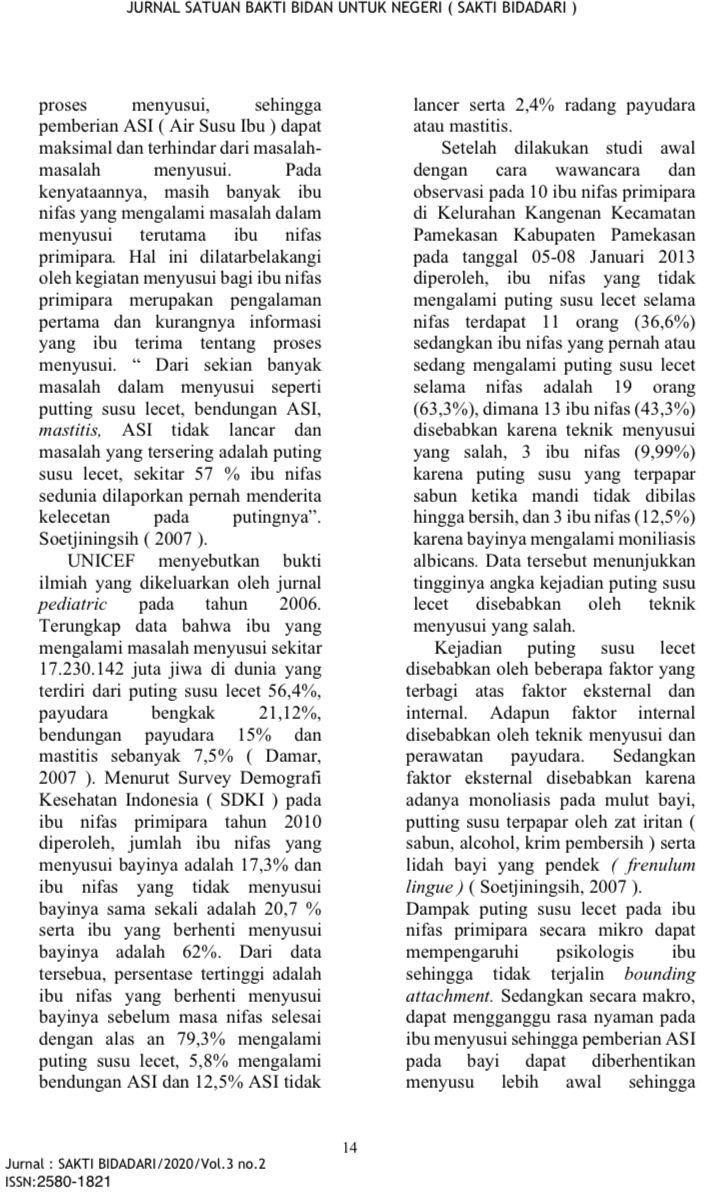 JURNAL SATUAN BAKTI BIDAN UNTUK NEGERI ( SAKTI BIDADARI )
proses menyusui, sehingga
pemberian ASI ( Air Susu Ibu ) dapat
maksimal dan terhindar dari masalah-
masalah menyusui. Pada
kenyataannya, masih banyak ibu
nifas yang mengalami masalah dalam
menyusui terutama ibu nifas
primipara. Hal ini dilatarbelakangi
oleh kegiatan menyusui bagi ibu nifas
primipara merupakan pengalaman
pertama dan kurangnya informasi
yang ibu terima tentang proses
menyusui. “ Dari sekian banyak
masalah dalam menyusui seperti
putting susu lecet, bendungan ASI,
mastitis, ASI tidak lancar dan
masalah yang tersering adalah puting
susu lecet, sekitar 57 % ibu nifas
sedunia dilaporkan pernah menderita
kelecetan pada putingnya”.
Soetjiningsih ( 2007 ).
UNICEF menyebutkan bukti
ilmiah yang dikeluarkan oleh jurnal
pediatric pada tahun 2006.
Terungkap data bahwa ibu yang
mengalami masalah menyusui sekitar
17.230.142 juta jiwa di dunia yang
terdiri dari puting susu lecet 56,4%,
payudara bengkak 21,12%,
bendungan payudara 15% dan
mastitis sebanyak 7,5% ( Damar,
2007 ). Menurut Survey Demografi
Kesehatan Indonesia ( SDKI ) pada
ibu nifas primipara tahun 2010
diperoleh, jumlah ibu nifas yang
menyusui bayinya adalah 17,3% dan
ibu nifas yang tidak menyusui
bayinya sama sekali adalah 20,7 %
serta ibu yang berhenti menyusui
bayinya adalah 62%. Dari data
tersebua, persentase tertinggi adalah
ibu nifas yang berhenti menyusui
bayinya sebelum masa nifas selesai
dengan alas an 79,3% mengalami
puting susu lecet, 5,8% mengalami
bendungan ASI dan 12,5% ASI tidak
lancer serta 2,4% radang payudara
atau mastitis.
Setelah dilakukan studi awal
dengan cara wawancara dan
observasi pada 10 ibu nifas primipara
di Kelurahan Kangenan Kecamatan
Pamekasan Kabupaten Pamekasan
pada tanggal 05-08 Januari 2013
diperoleh, ibu nifas yang tidak
mengalami puting susu lecet selama
nifas terdapat 11 orang (36,6%)
sedangkan ibu nifas yang pernah atau
sedang mengalami puting susu lecet
selama nifas adalah 19 orang
(63,3%), dimana 13 ibu nifas (43,3%)
disebabkan karena teknik menyusui
yang salah, 3 ibu nifas (9,99%)
karena puting susu yang terpapar
sabun ketika mandi tidak dibilas
hingga bersih, dan 3 ibu nifas (12,5%)
karena bayinya mengalami moniliasis
albicans. Data tersebut menunjukkan
tingginya angka kejadian puting susu
lecet disebabkan oleh teknik
menyusui yang salah.
Kejadian puting susu lecet
disebabkan oleh beberapa faktor yang
terbagi atas faktor eksternal dan
internal. Adapun faktor internal
disebabkan oleh teknik menyusui dan
perawatan payudara. Sedangkan
faktor eksternal disebabkan karena
adanya monoliasis pada mulut bayi,
putting susu terpapar oleh zat iritan (
sabun, alcohol, krim pembersih ) serta
lidah bayi yang pendek ( frenulum
lingue ) ( Soetjiningsih, 2007 ).
Dampak puting susu lecet pada ibu
nifas primipara secara mikro dapat
mempengaruhi psikologis ibu
sehingga tidak terjalin bounding
attachment. Sedangkan secara makro,
dapat mengganggu rasa nyaman pada
ibu menyusui sehingga pemberian ASI
pada bayi dapat diberhentikan
menyusu lebih awal sehingga
14
Jurnal : SAKTI BIDADARI/2020/Vol.3 no.2
ISSN:2580-1821